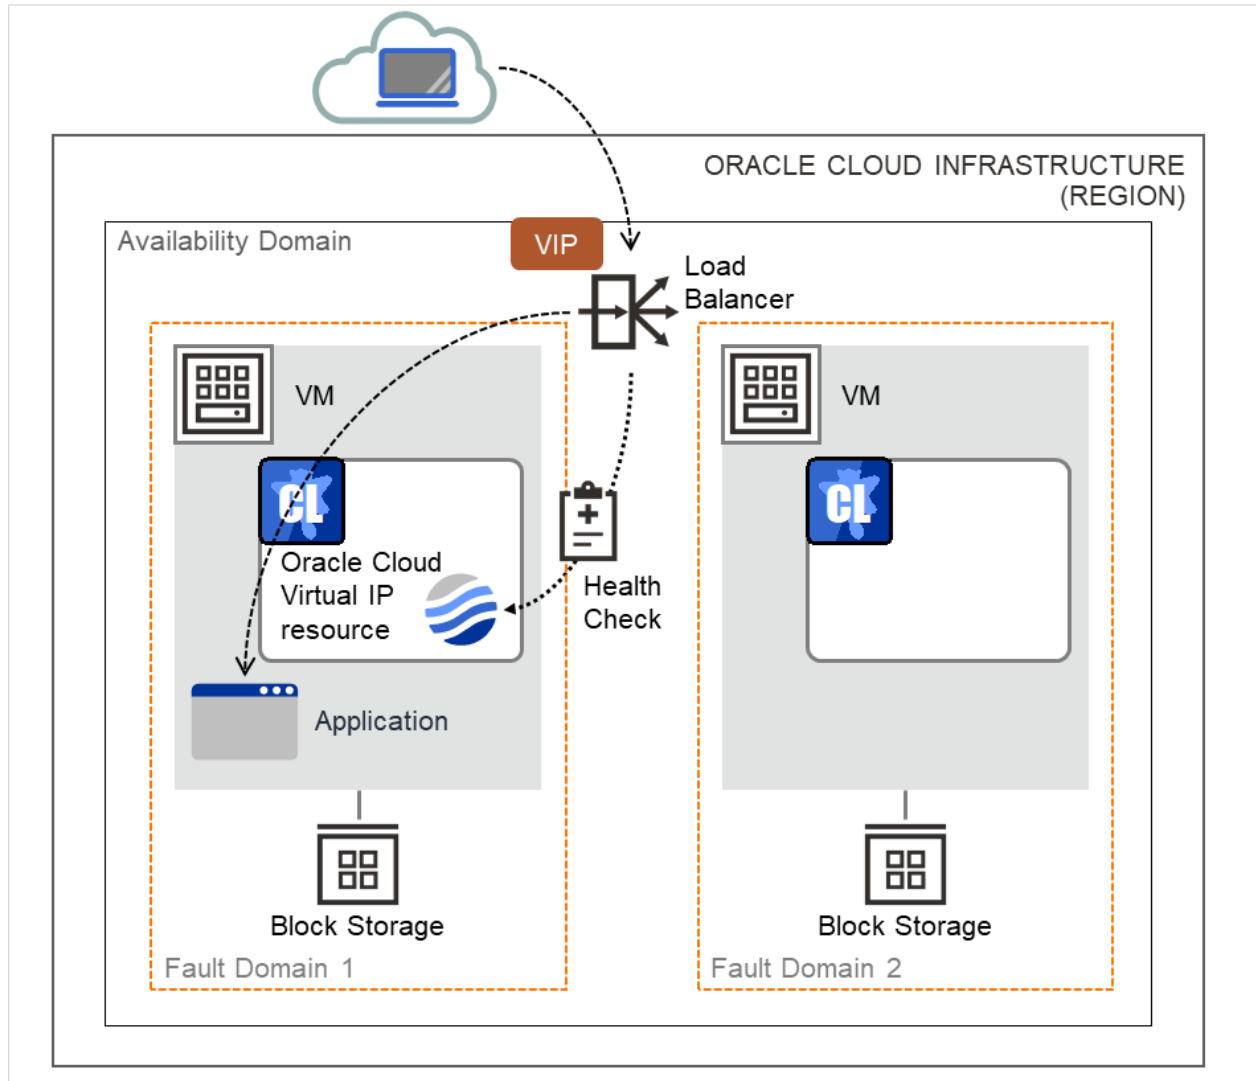 ORACLE CLOUD INFRASTRUCTURE
(REGION)
Availability Domain
VIP
Load
Balancer
VM
CL
Oracle Cloud
Virtual IP
resource
Health
Check
Application
Block Storage
Fault Domain 1
VM
CL
Block Storage
Fault Domain 2